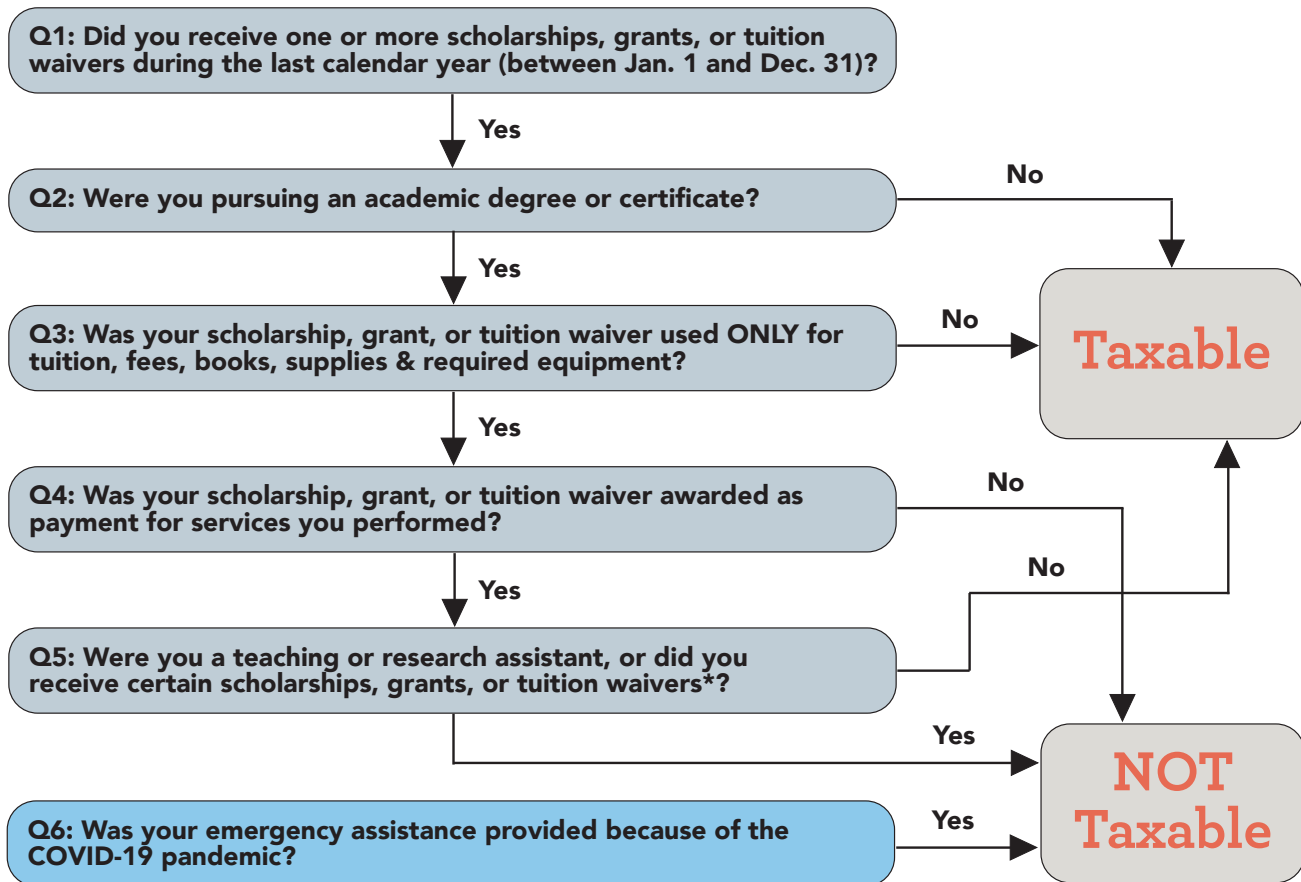 Q1: Did you receive one or more scholarships, grants, or tuition
waivers during the last calendar year (between Jan. 1 and Dec. 31)?
Yes
Q2: Were you pursuing an academic degree or certificate?
No
Yes
Q3: Was your scholarship, grant, or tuition waiver used ONLY for
tuition, fees, books, supplies & required equipment?
No
Taxable
Yes
Q4: Was your scholarship, grant, or tuition waiver awarded as
payment for services you performed?
No
Yes
No
Q5: Were you a teaching or research assistant, or did you
receive certain scholarships, grants, or tuition waivers*?
Yes
NOT
Taxable
Q6: Was your emergency assistance provided because of the
COVID-19 pandemic?
Yes